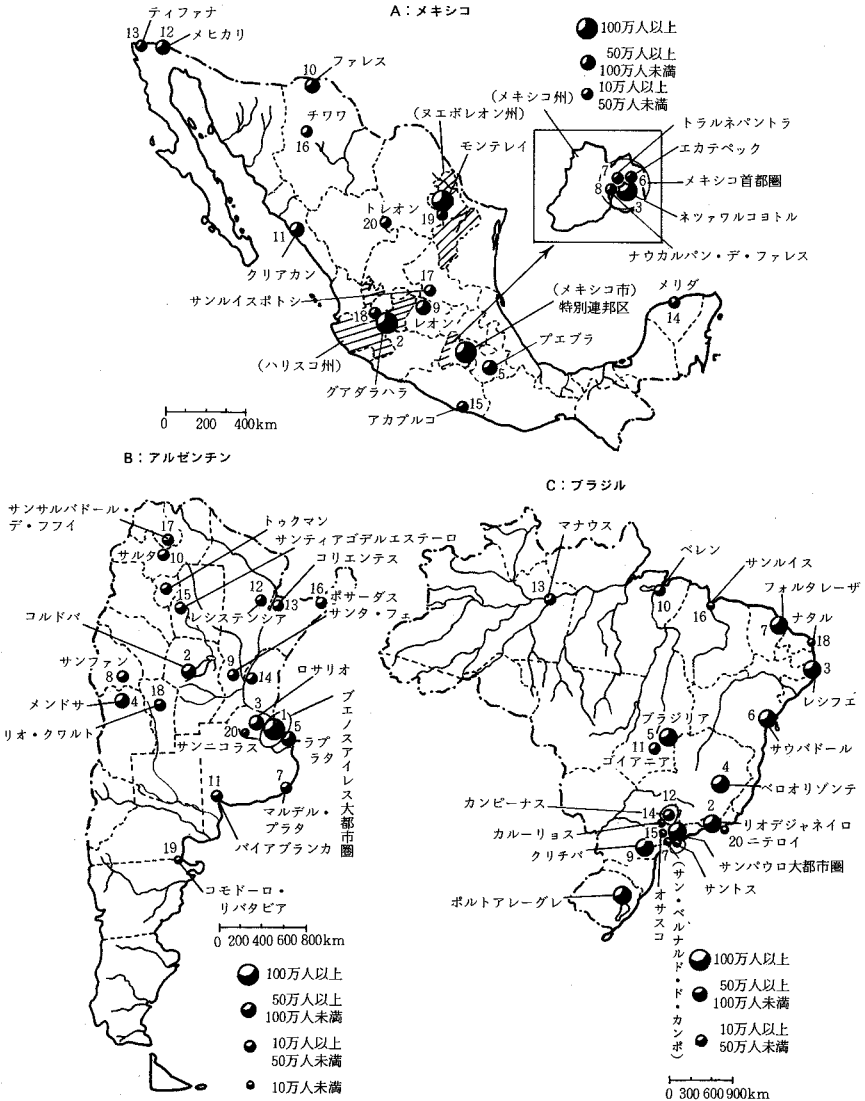 A：メキシコ
ティファナ
13
12
メヒカリ
10
ファレス
チワワ
16
(ヌエボレオン州)
モンテレイ
トレオン
20
19
11
クリアカン
17
サンルイスポトシ
18
9
レオン
2
(ハリスコ州)
グアダラハラ
(メキシコ市)
特別連邦区
プエブラ
5
15
アカプルコ
メリダ
14
100万人以上
50万人以上
100万人未満
10万人以上
50万人未満
(メキシコ州)
トラルネパントラ
エカテペック
メキシコ首都圏
ネツァワルコヨトル
ナウカルパン・デ・ファレス
7
6
8
3
0 200 400km
B：アルゼンチン
サンサルバドール・
デ・フフイ
17
トゥクマン
サンティアゴデルエステーロ
コリエンテス
サルタ
10
15
レシステンシア
12
13
16
ポサーダス
サンタ・フェ
コルドバ
2
9
14
サンファン
8
ロサリオ
メンドサ
4
18
リオ・クワルト
3
1
5
20
サンニコラス
ラプラタ
ブエノスアイレス大都市圏
7
マルデル・
プラタ
11
バイアブランカ
19
コモドーロ・
リバタビア
0 200 400 600 800km
100万人以上
50万人以上
100万人未満
10万人以上
50万人未満
10万人未満
C：ブラジル
マナウス
13
ベレン
10
サンルイス
16
フォルタレーザ
7
ナタル
18
3
レシフェ
6
サウバドール
ブラジリア
5
11
ゴイアニア
4
ベロオリゾンテ
カンピーナス
12
14
2
リオデジャネイロ
カルーリョス
15
20 ニテロイ
クリチバ
9
7
サンパウロ大都市圏
サントス
オサスコ
(サン・ベルナルド・ド・カンポ)
ポルトアレーグレ
8
100万人以上
50万人以上
100万人未満
10万人以上
50万人未満
0 300 600 900km